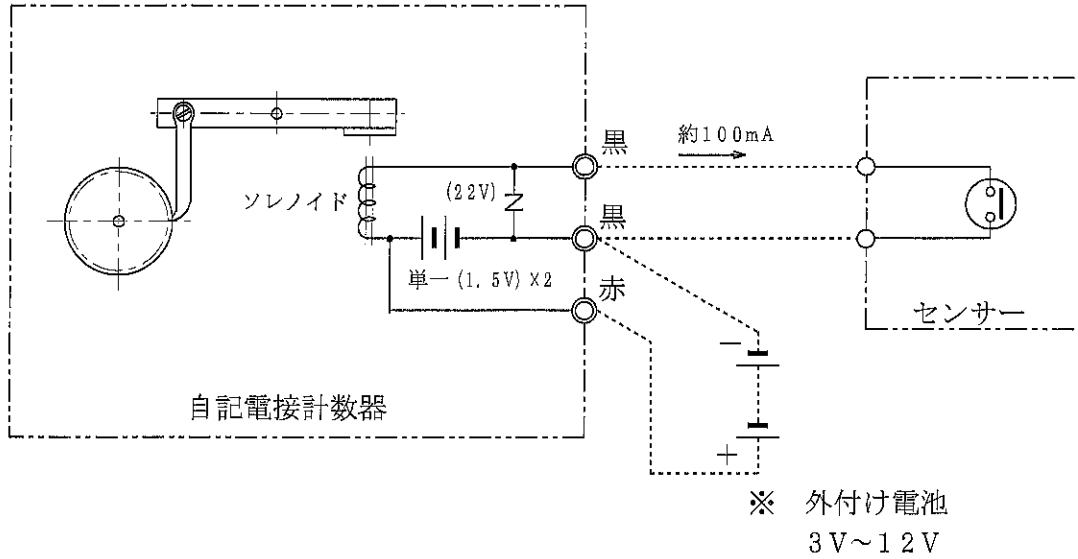 黒
約100mA
ソレノイド
(22V)
黒
単一(1.5V)×2
赤
センサー
−
+
自記電接計数器
※ 外付け電池
3V～12V